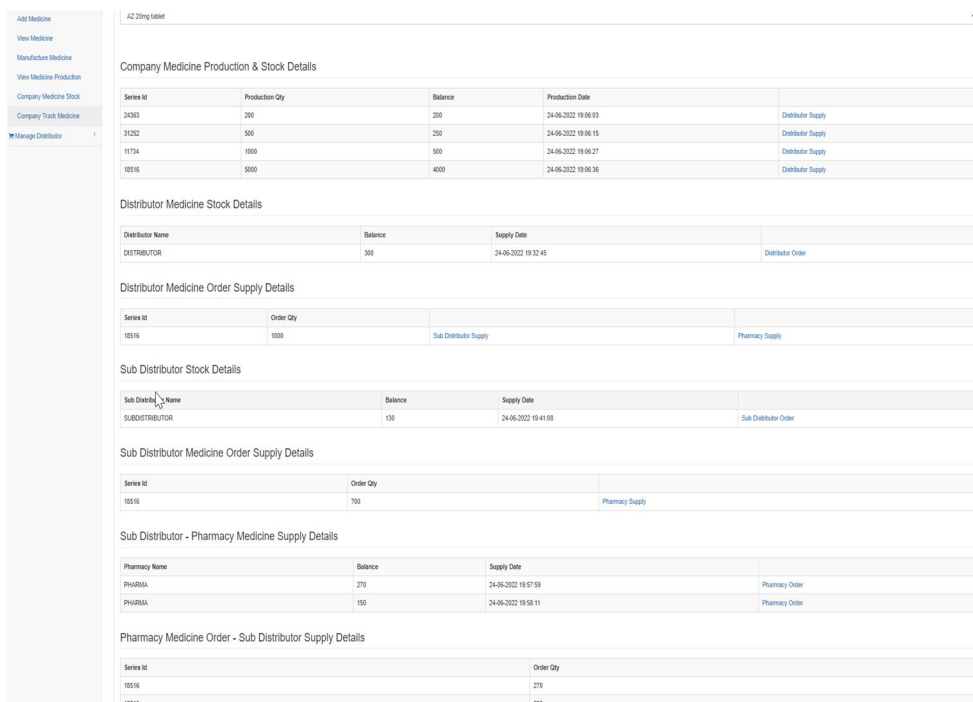 Add Medicine
View Medicine
Manufacture Medicine
View Medicine Production
Company Medicine Stock
Company Track Medicine
Manage Distributor
AZ 20mg tablet
Company Medicine Production & Stock Details
Series Id Production Qty Balance Production Date
24363 200 200 24-06-2022 19:06:03 Distributor Supply
31252 500 250 24-06-2022 19:06:15 Distributor Supply
11734 1000 500 24-06-2022 19:06:27 Distributor Supply
18516 5000 4000 24-06-2022 19:06:36 Distributor Supply
Distributor Medicine Stock Details
Distributor Name Balance Supply Date
DISTRIBUTOR 300 24-06-2022 19:32:45 Distributor Order
Distributor Medicine Order Supply Details
Series Id Order Qty
18516 1000 Sub Distributor Supply Pharmacy Supply
Sub Distributor Stock Details
Sub Name Balance Supply Date
SUBDISTRIBUTOR 130 24-06-2022 19:41:08 Sub Distributor Order
Sub Distributor Medicine Order Supply Details
Series Id Order Qty
18516 700 Pharmacy Supply
Sub Distributor - Pharmacy Medicine Supply Details
Pharmacy Name Balance Supply Date
PHARMA 270 24-06-2022 19:57:59 Pharmacy Order
PHARMA 150 24-06-2022 19:58:11 Pharmacy Order
Pharmacy Medicine Order - Sub Distributor Supply Details
Series Id Order Qty
18516 270